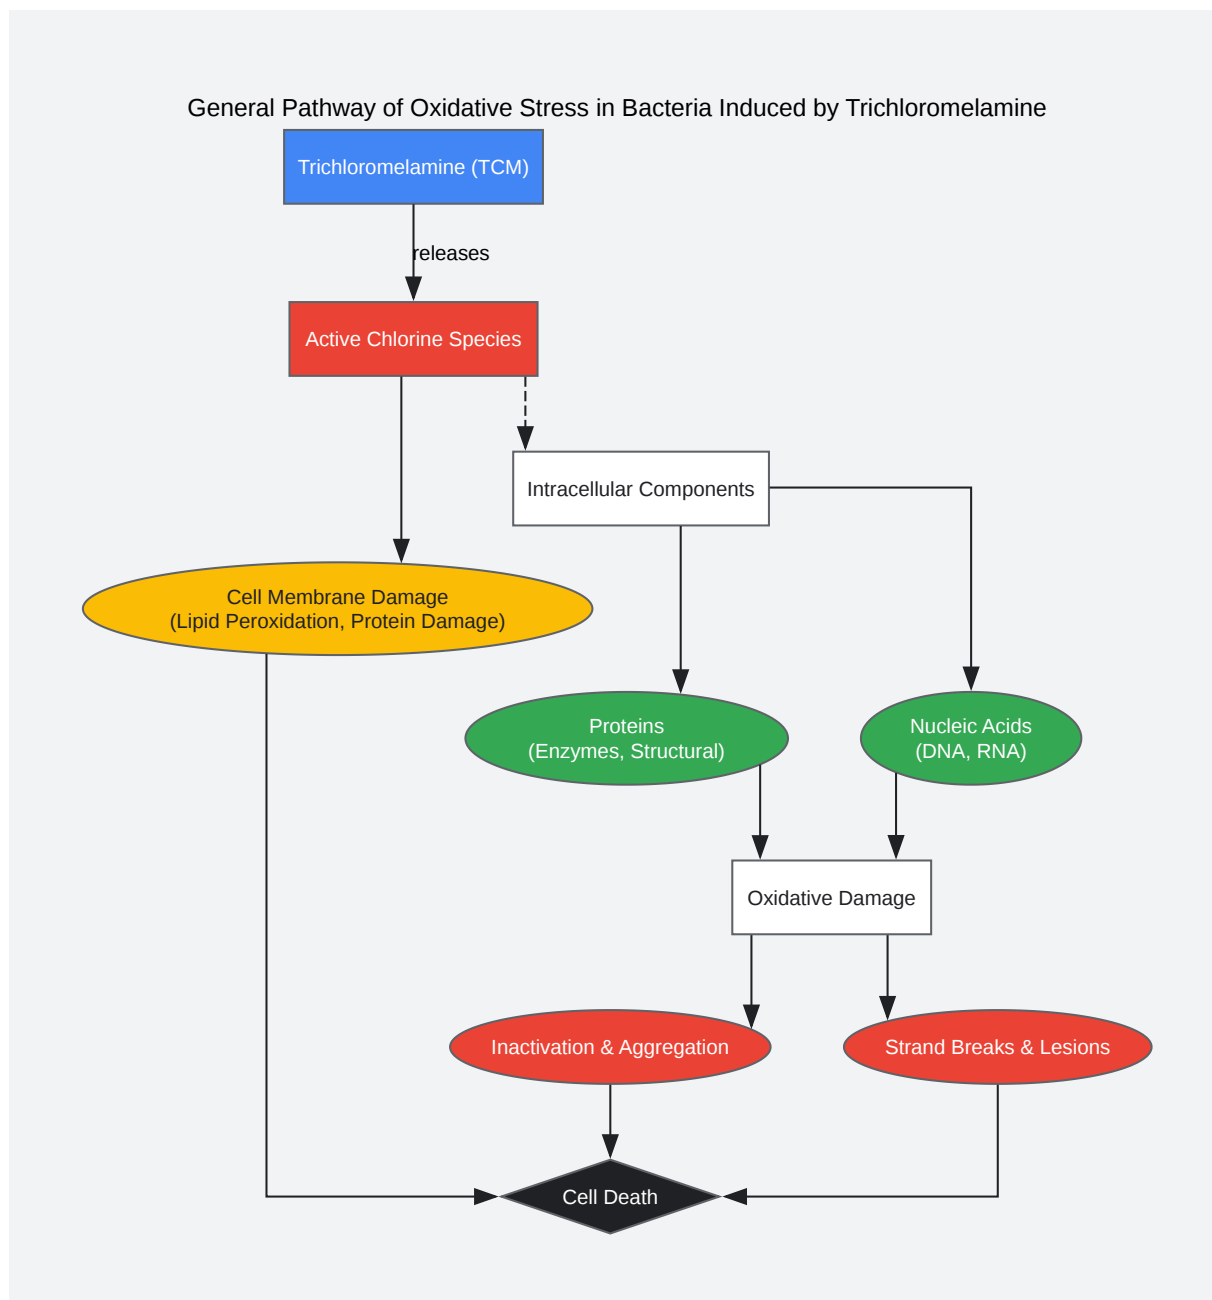 General Pathway of Oxidative Stress in Bacteria Induced by Trichloromelamine
Trichloromelamine (TCM)
releases
Active Chlorine Species
Intracellular Components
Cell Membrane Damage
(Lipid Peroxidation, Protein Damage)
Proteins
(Enzymes, Structural)
Nucleic Acids
(DNA, RNA)
Oxidative Damage
Inactivation & Aggregation
Strand Breaks & Lesions
Cell Death